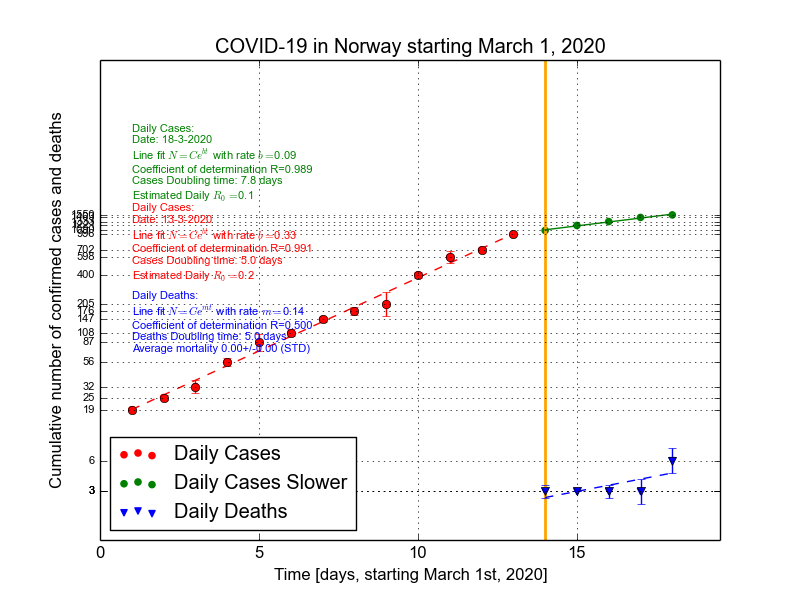 COVID-19 in Norway starting March 1, 2020
Cumulative number of confirmed cases and deaths
Daily Cases:
Date: 18-3-2020
Line fit N=Ce^{bt} with rate b=0.09
Coefficient of determination R=0.989
Cases Doubling time: 7.8 days
Estimated Daily R_0=0.1
Daily Cases:
Date: 13-3-2020
Line fit N=Ce^{bt} with rate b=0.33
Coefficient of determination R=0.991
Cases Doubling time: 5.0 days
Estimated Daily R_0=0.2
Daily Deaths:
Line fit N=Ce^{mt} with rate m=0.14
Coefficient of determination R=0.500
Deaths Doubling time: 5.0 days
Average mortality 0.00+/-0.00 (STD)
1550
996
702
598
400
205
176
147
108
87
56
32
25
19
6
3
Daily Cases
Daily Cases Slower
Daily Deaths
0 5 10 15
Time [days, starting March 1st, 2020]